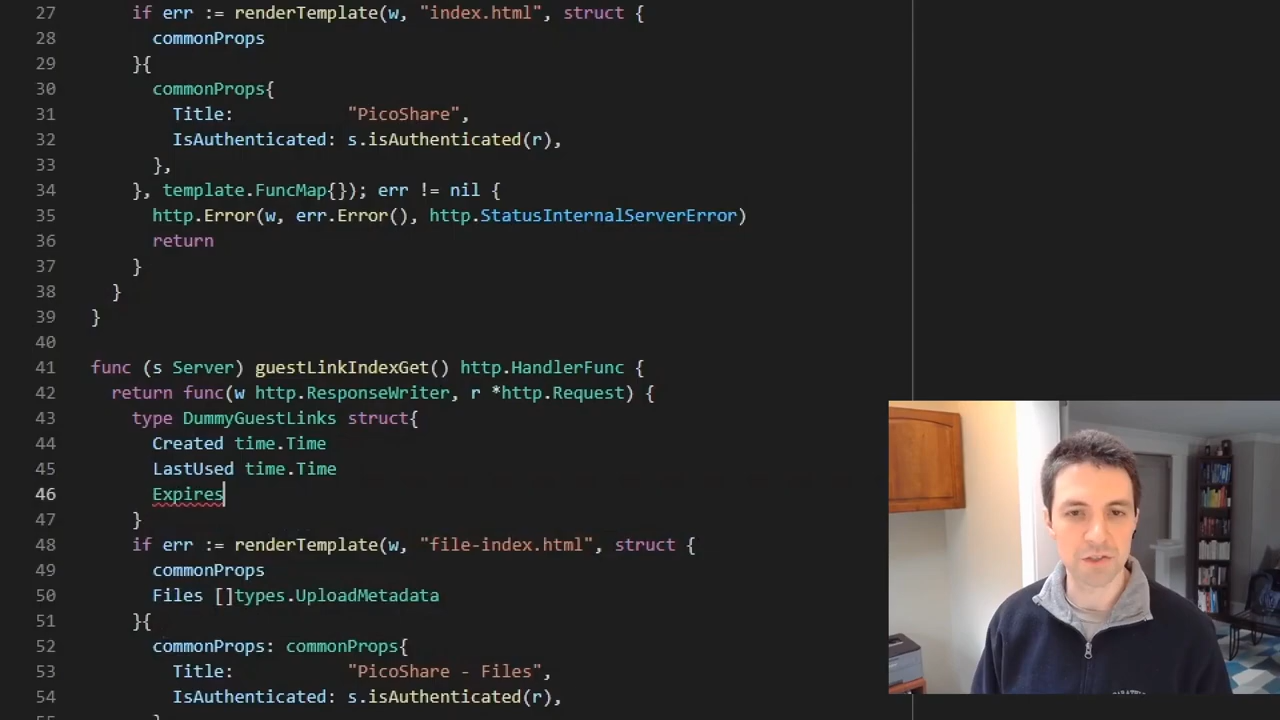 27 if err := renderTemplate(w, "index.html", struct {
28 commonProps
29 }{
30 commonProps{
31 Title: "PicoShare",
32 IsAuthenticated: s.isAuthenticated(r),
33 },
34 }, template.FuncMap{}); err != nil {
35 http.Error(w, err.Error(), http.StatusInternalServerError)
36 return
37 }
38 }
39 }
40
41 func (s Server) guestLinkIndexGet() http.HandlerFunc {
42 return func(w http.ResponseWriter, r *http.Request) {
43 type DummyGuestLinks struct{
44 Created time.Time
45 LastUsed time.Time
46 Expires
47 }
48 if err := renderTemplate(w, "file-index.html", struct {
49 commonProps
50 Files []types.UploadMetadata
51 }{
52 commonProps: commonProps{
53 Title: "PicoShare - Files",
54 IsAuthenticated: s.isAuthenticated(r),